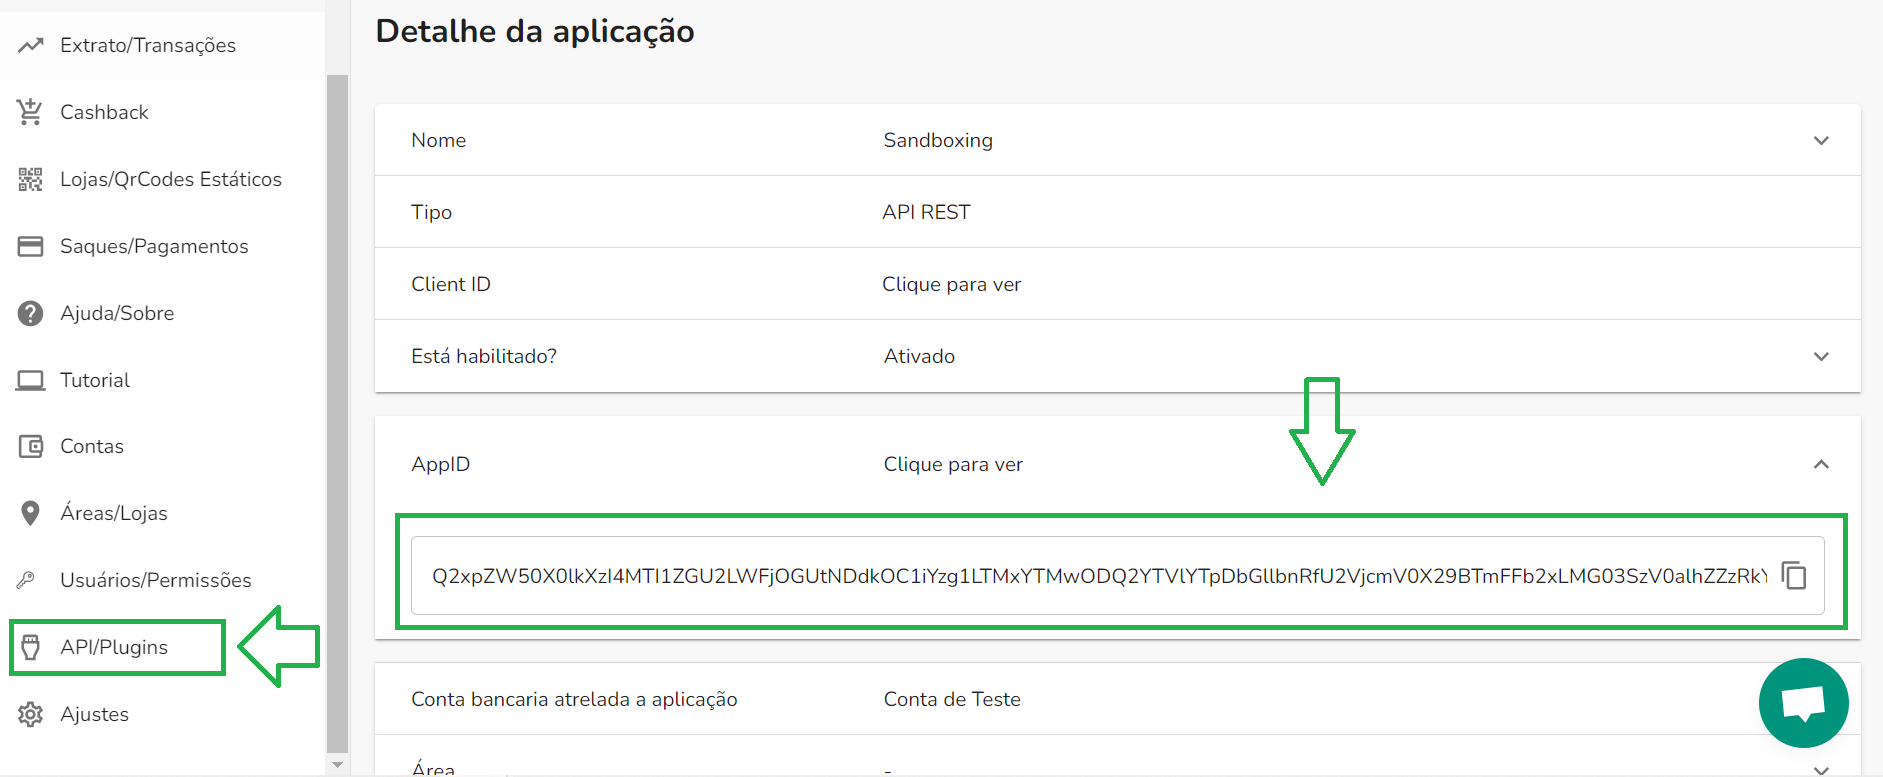 Extrato/Transações
Cashback
Lojas/QrCodes Estáticos
Saques/Pagamentos
Ajuda/Sobre
Tutorial
Contas
Áreas/Lojas
Usuários/Permissões
API/Plugins
Ajustes
Detalhe da aplicação
Nome Sandboxing
Tipo API REST
Client ID Clique para ver
Está habilitado? Ativado
AppID Clique para ver
Q2xpZW50X0lkXzI4MTI1ZGU2LWFjOGUtNDdkOC1iYzg1LTMxYTMwODQ2YTVlYTpDbGllbnRfU2VjcmV0X29BTmFFb2xLMG03SzV0alhZZzRkY
Conta bancaria atrelada a aplicação Conta de Teste
Área -